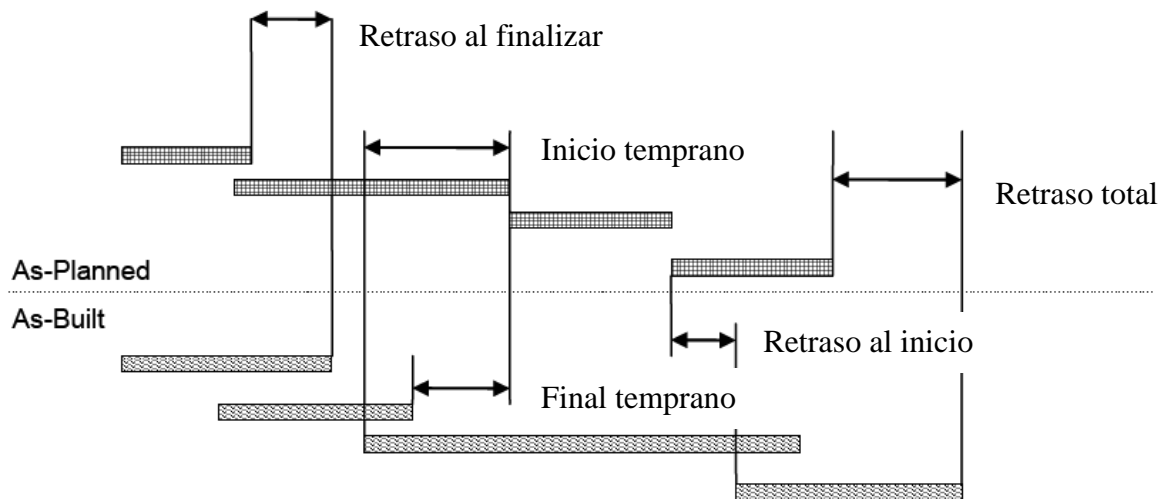 Retraso al finalizar
Inicio temprano
Retraso total
As-Planned
As-Built
Retraso al inicio
Final temprano